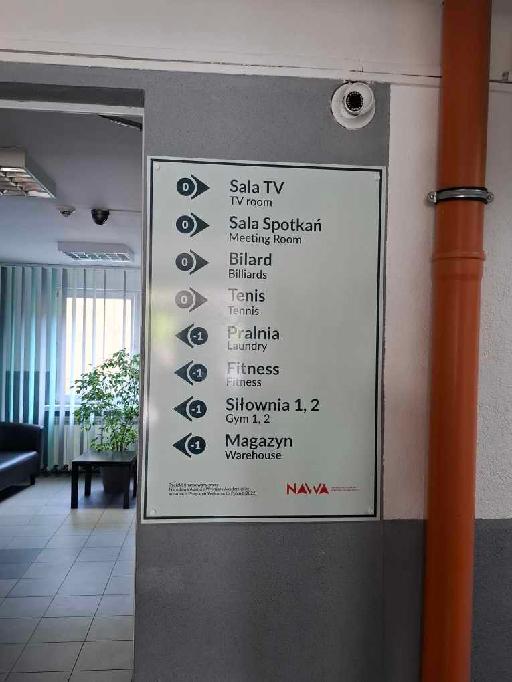 0 Sala TV
TV room
0 Sala Spotkań
Meeting Room
0 Bilard
Billiards
0 Tenis
Tennis
-1 Pralnia
Laundry
-1 Fitness
Fitness
-1 Siłownia 1, 2
Gym 1, 2
-1 Magazyn
Warehouse
NAWA